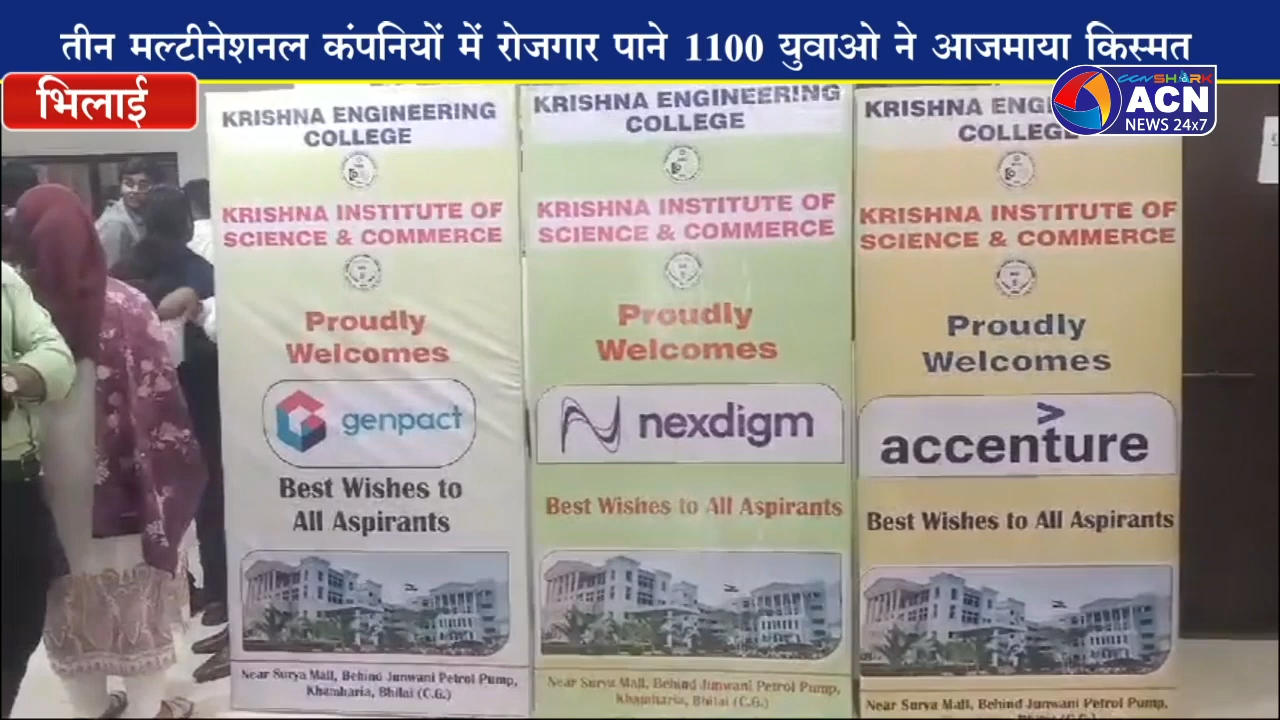 तीन मल्टीनेशनल कंपनियों में रोजगार पाने 1100 युवाओ ने आजमाया किस्मत
भिलाई
CCN SHARK
ACN
NEWS 24x7
KRISHNA ENGINEERING
COLLEGE
KRISHNA INSTITUTE OF
SCIENCE & COMMERCE
Proudly
Welcomes
genpact
Best Wishes to
All Aspirants
Near Surya Mall, Behind Junwani Petrol Pump,
Khamharia, Bhilai (C.G.)
KRISHNA ENGINEERING
COLLEGE
KRISHNA INSTITUTE OF
SCIENCE & COMMERCE
Proudly
Welcomes
nexdigm
Best Wishes to All Aspirants
Near Surya Mall, Behind Junwani Petrol Pump,
Khamharia, Bhilai (C.G.)
KRISHNA ENGI
COLLEGE
KRISHNA INSTITUTE OF
SCIENCE & COMMERCE
Proudly
Welcomes
accenture
Best Wishes to All Aspirants
Near Surya Mall, Behind Junwani Petrol Pump,